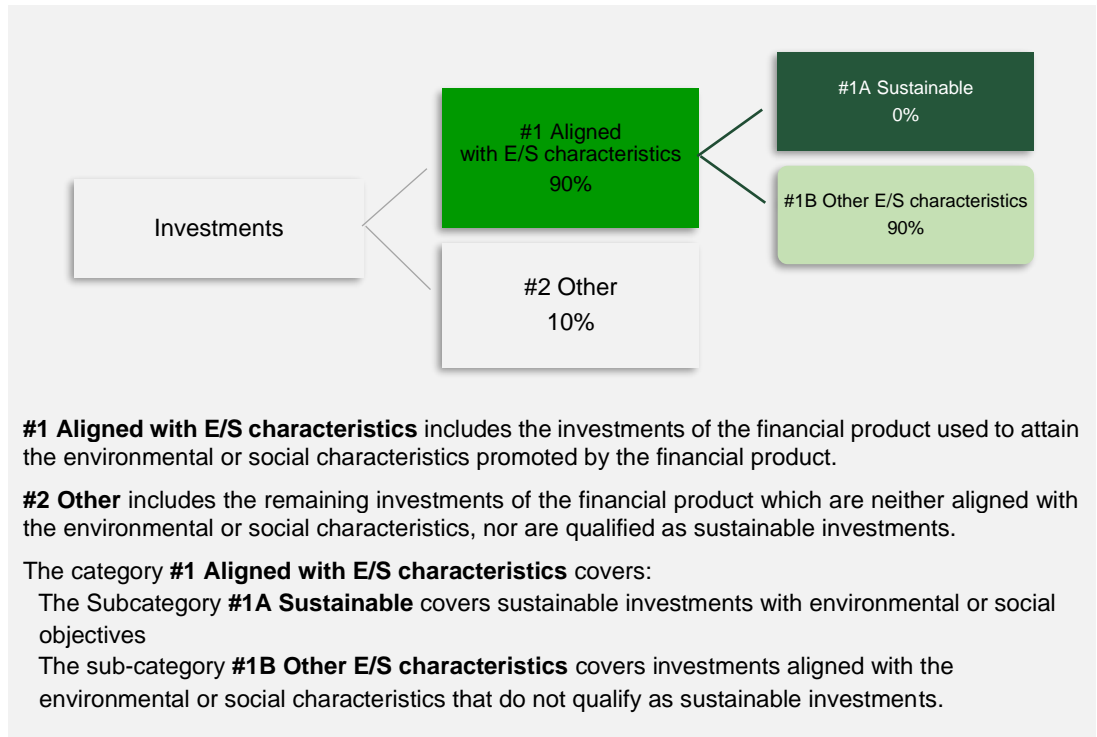 #1A Sustainable
0%
#1 Aligned
with E/S characteristics
90%
#1B Other E/S characteristics
90%
Investments
#2 Other
10%
#1 Aligned with E/S characteristics includes the investments of the financial product used to attain
the environmental or social characteristics promoted by the financial product.
#2 Other includes the remaining investments of the financial product which are neither aligned with
the environmental or social characteristics, nor are qualified as sustainable investments.
The category #1 Aligned with E/S characteristics covers:
The Subcategory #1A Sustainable covers sustainable investments with environmental or social
objectives
The sub-category #1B Other E/S characteristics covers investments aligned with the
environmental or social characteristics that do not qualify as sustainable investments.